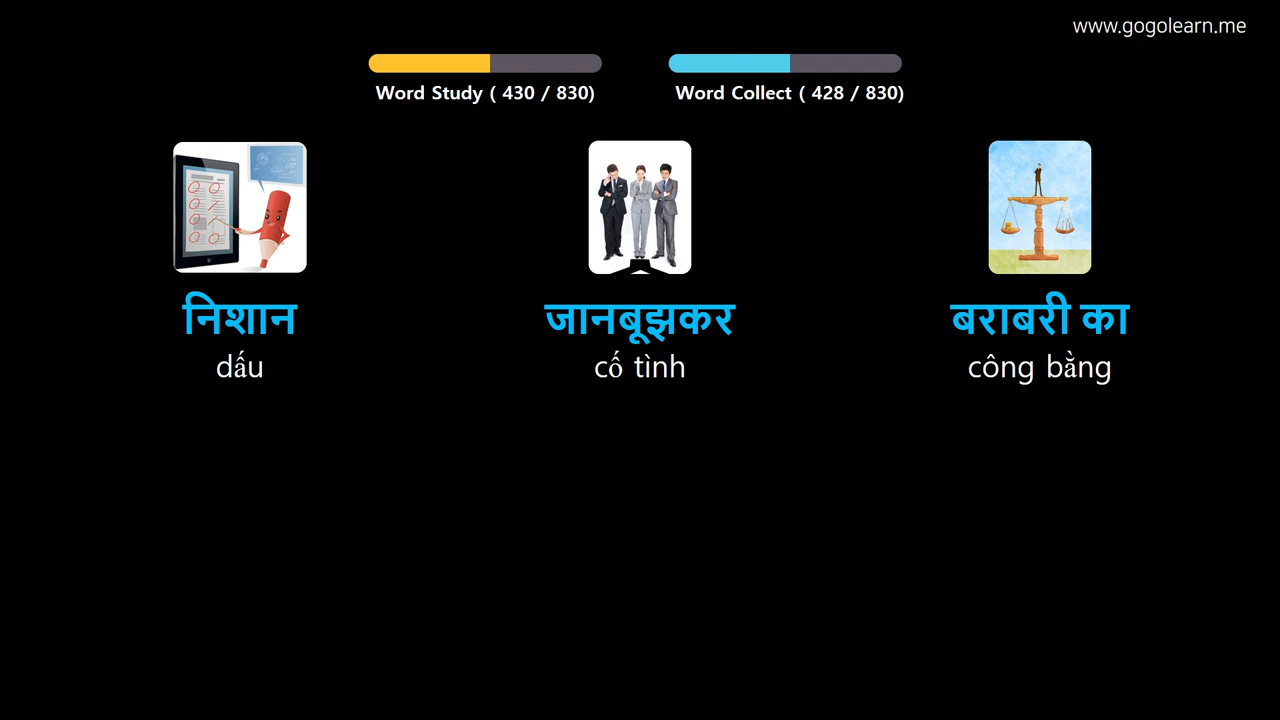 www.gogolearn.me
Word Study ( 430 / 830)
Word Collect ( 428 / 830)
निशान
जानबूझकर
बराबरी का
dấu
cố tình
công bằng